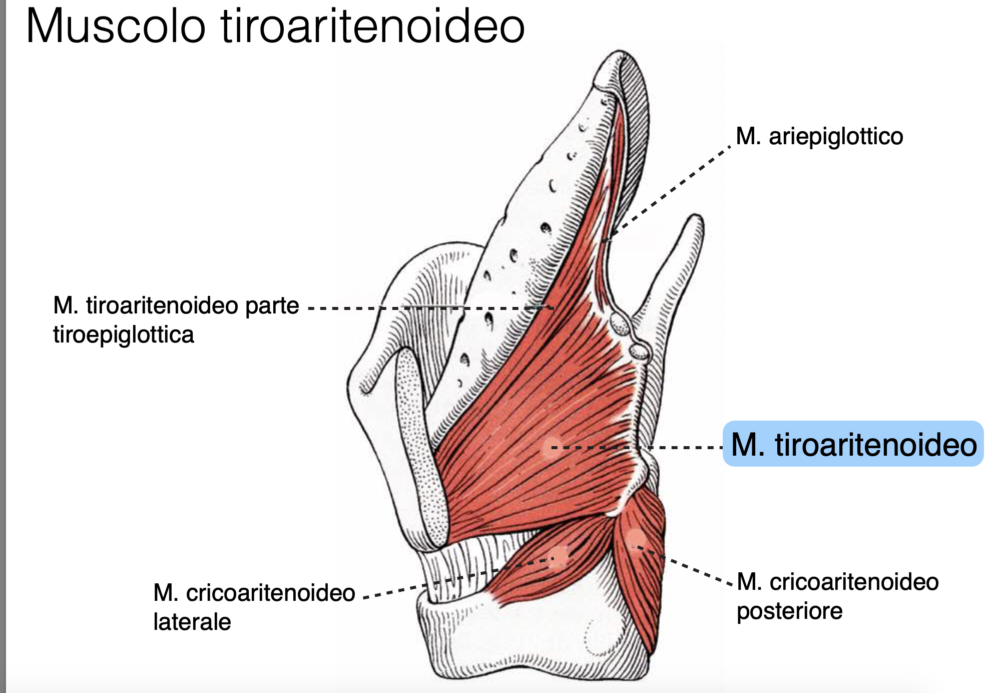 Muscolo tiroaritenoideo
M. ariepiglottico
M. tiroaritenoideo parte
tiroepiglottica
M. tiroaritenoideo
M. cricoaritenoideo
laterale
M. cricoaritenoideo
posteriore